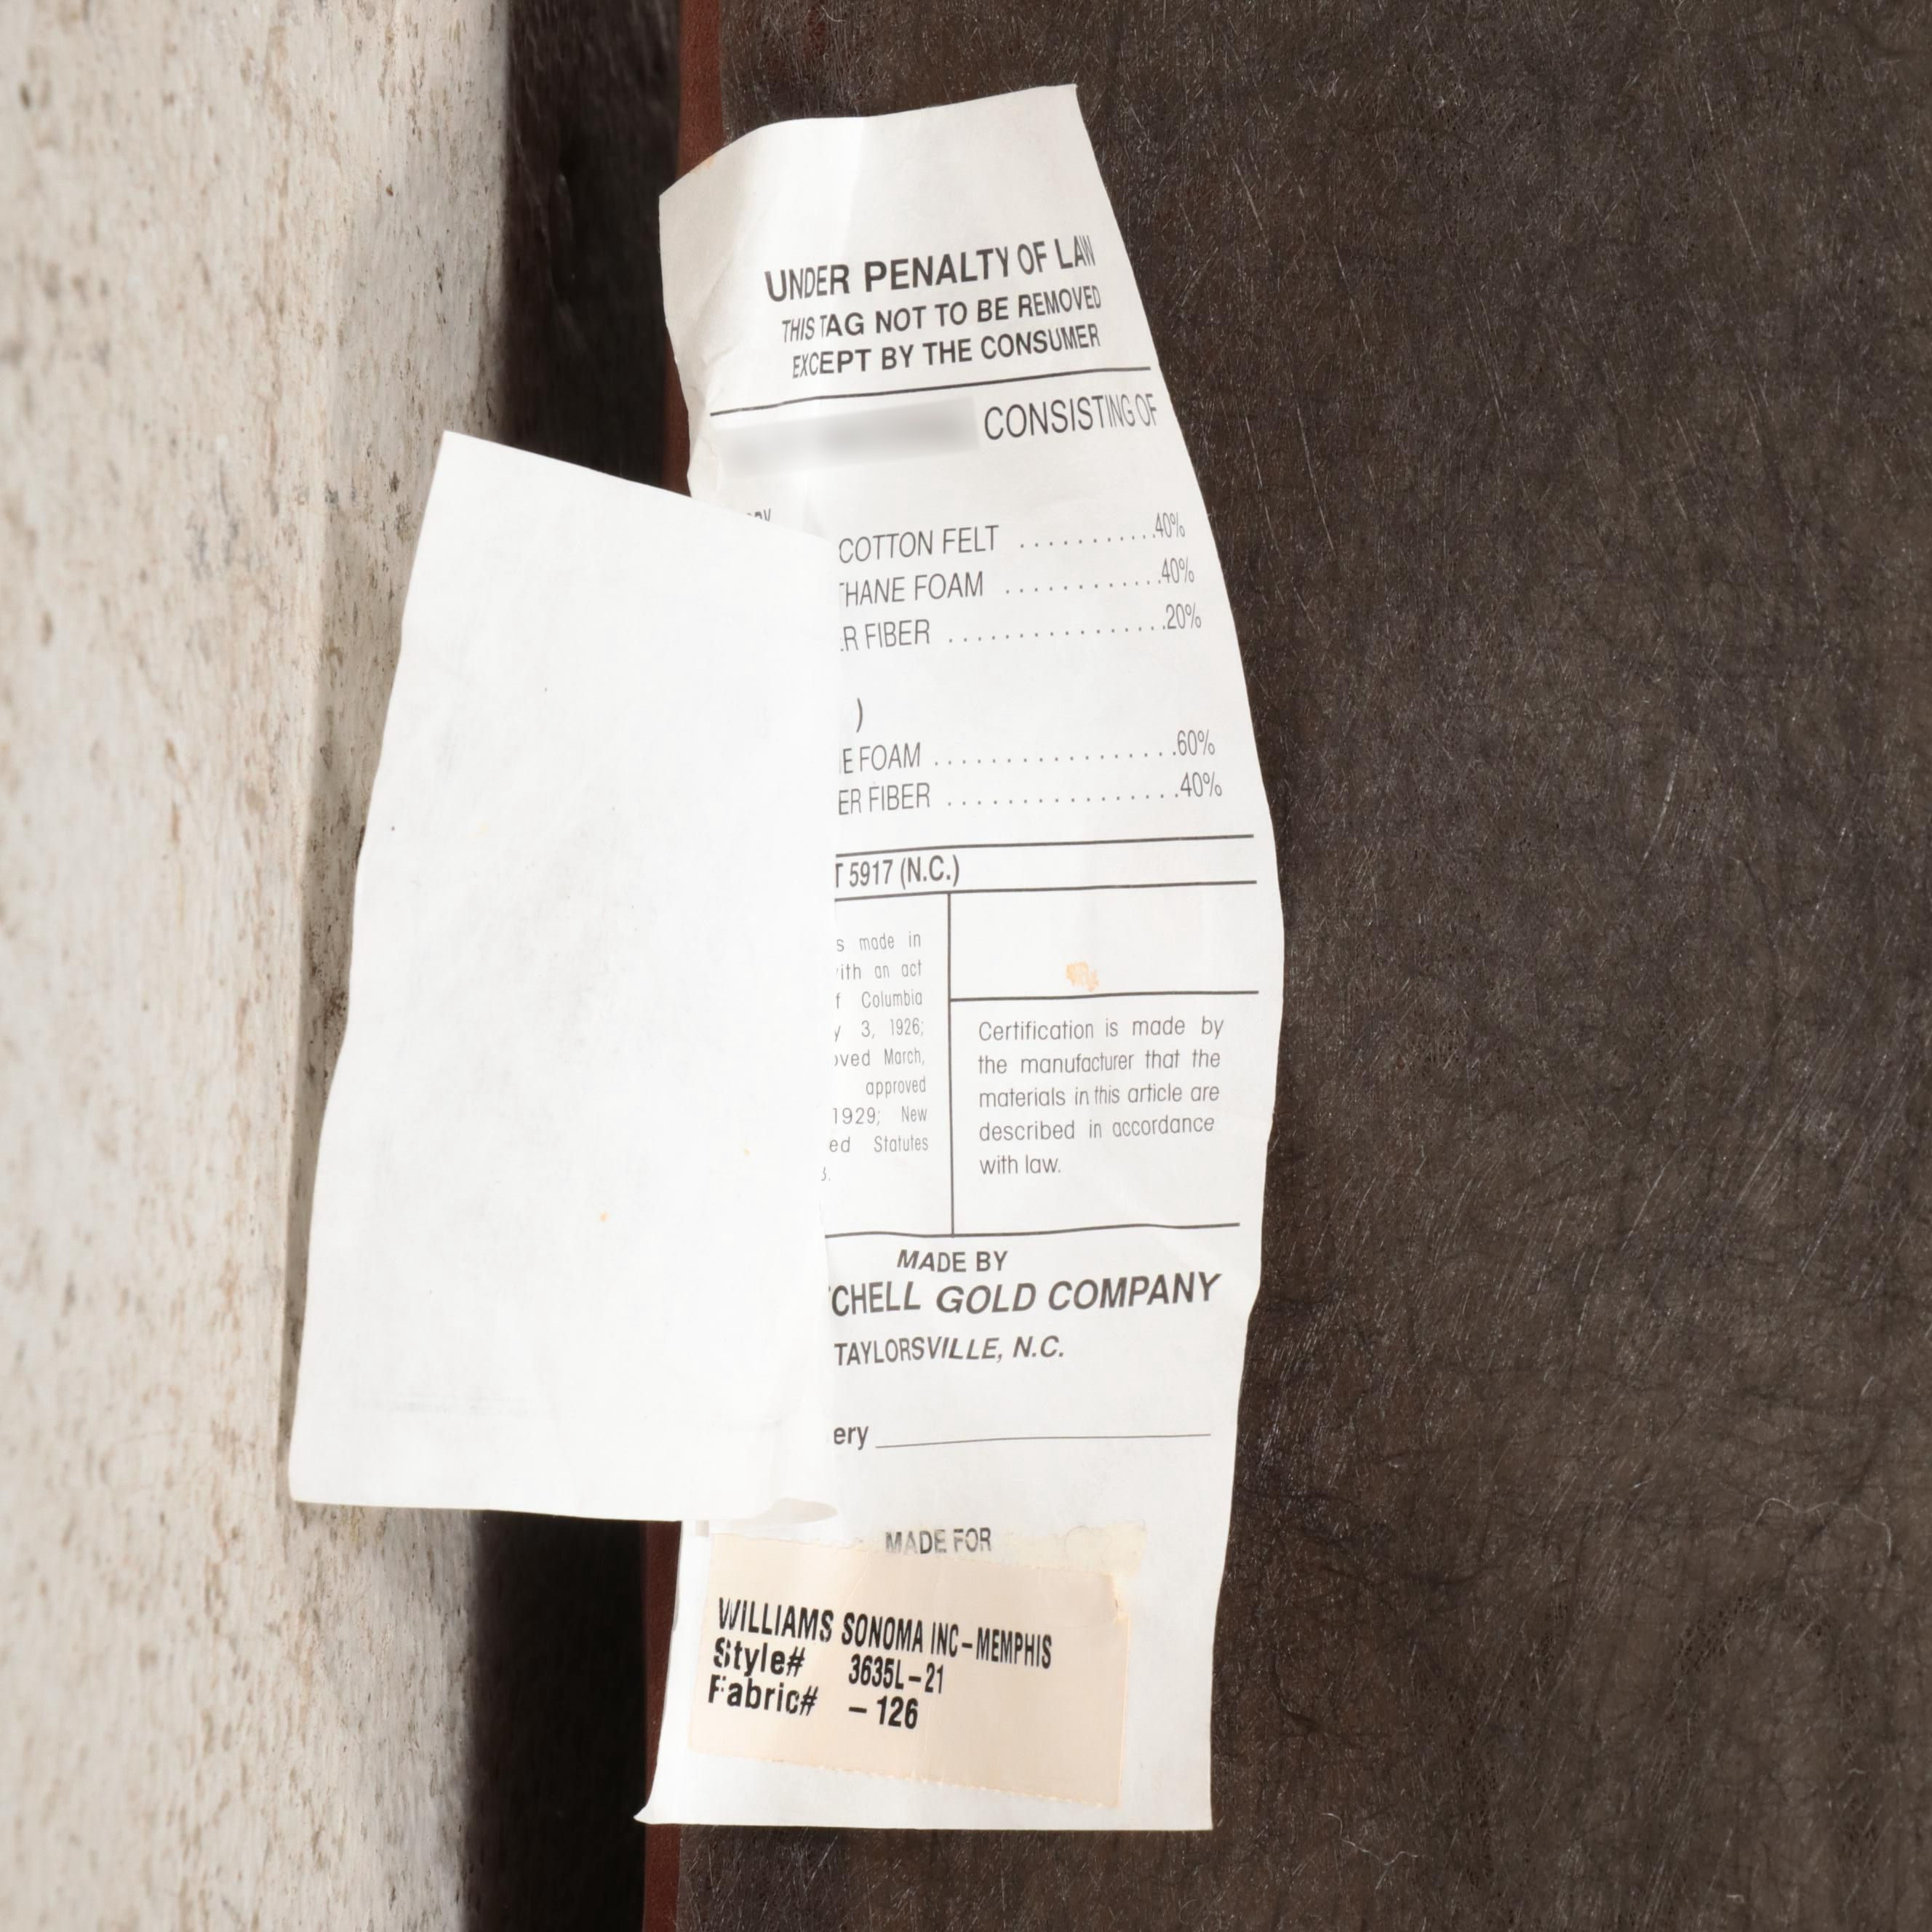 UNDER PENALTY OF LAW
THIS TAG NOT TO BE REMOVED
EXCEPT BY THE CONSUMER
CONSISTING OF
COTTON FELT ...........40%
THANE FOAM ............40%
R FIBER ................20%
)
E FOAM .................60%
ER FIBER ................40%
T 5917 (N.C.)
s made in
ith an act
f Columbia
y 3, 1926;
oved March,
approved
1929; New
ed Statutes
Certification is made by
the manufacturer that the
materials in this article are
described in accordance
with law.
MADE BY
CHELL GOLD COMPANY
TAYLORSVILLE, N.C.
ery
MADE FOR
WILLIAMS SONOMA INC-MEMPHIS
Style# 3635L-21
Fabric# -126